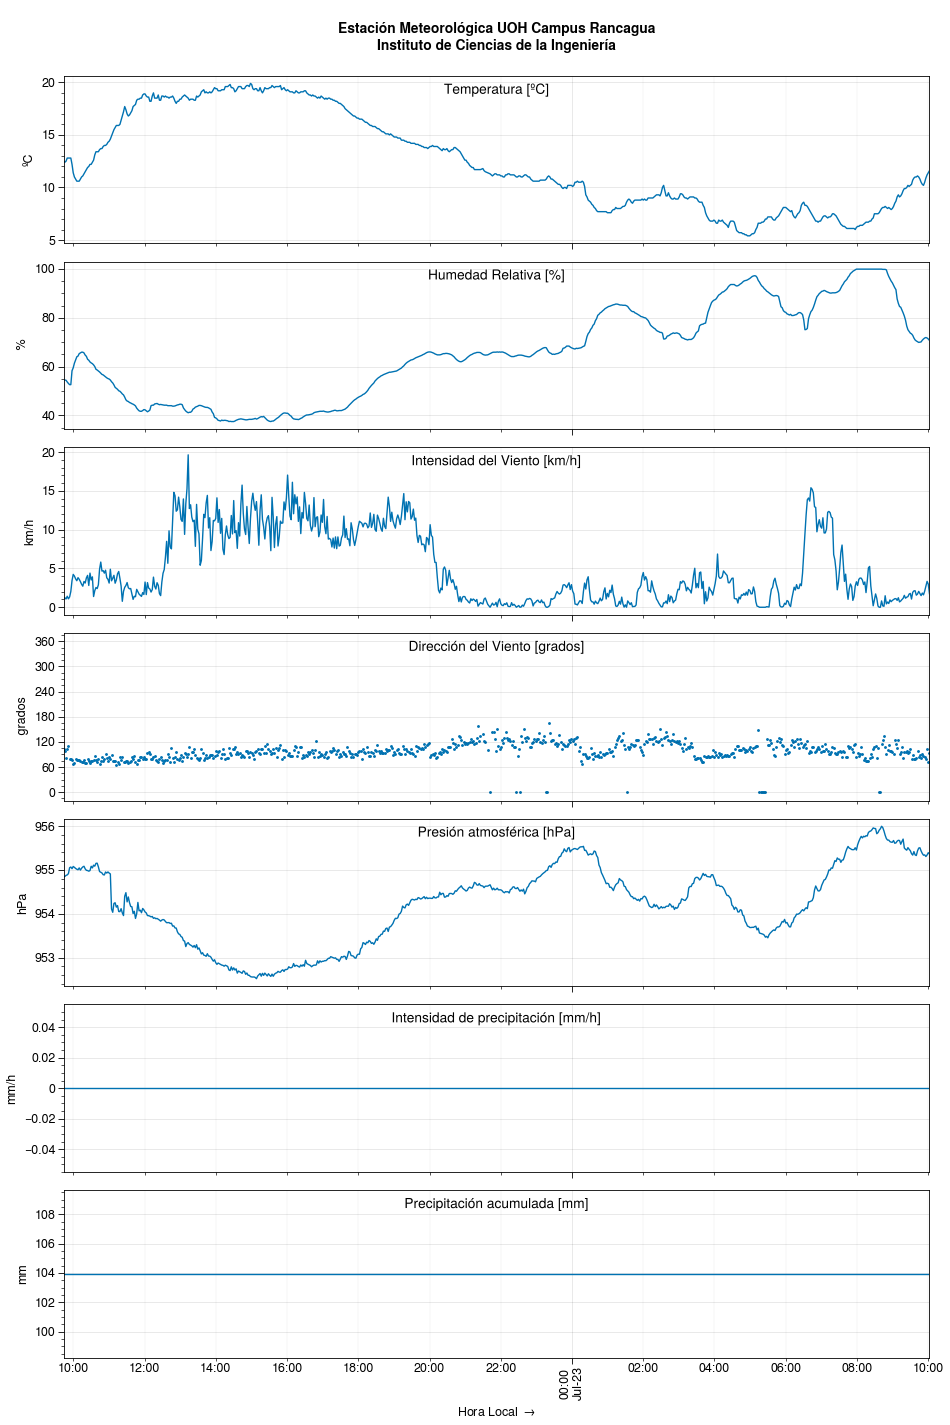 Estación Meteorológica UOH Campus Rancagua
Instituto de Ciencias de la Ingeniería
Temperatura [ºC]
20
15
10
5
ºC
Humedad Relativa [%]
100
80
60
40
%
Intensidad del Viento [km/h]
20
15
10
5
0
km/h
Dirección del Viento [grados]
360
300
240
180
120
60
0
grados
Presión atmosférica [hPa]
956
955
954
953
hPa
Intensidad de precipitación [mm/h]
0.04
0.02
0
−0.02
−0.04
mm/h
Precipitación acumulada [mm]
108
106
104
102
100
mm
10:00 12:00 14:00 16:00 18:00 20:00 22:00 00:00 02:00 04:00 06:00 08:00 10:00
Jul-23
Hora Local →